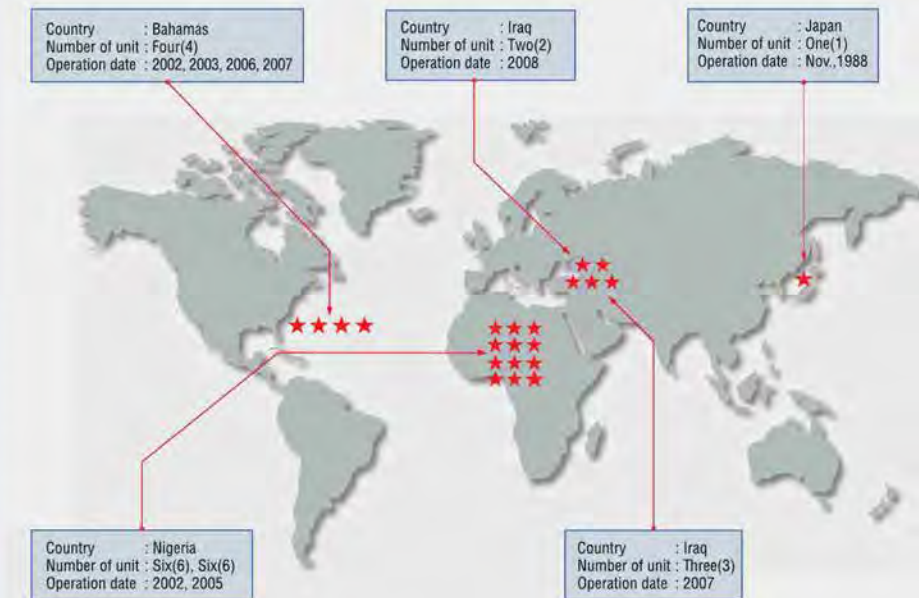 Country : Bahamas
Number of unit : Four(4)
Operation date : 2002, 2003, 2006, 2007
Country : Iraq
Number of unit : Two(2)
Operation date : 2008
Country : Japan
Number of unit : One(1)
Operation date : Nov.,1988
Country : Nigeria
Number of unit : Six(6), Six(6)
Operation date : 2002, 2005
Country : Iraq
Number of unit : Three(3)
Operation date : 2007